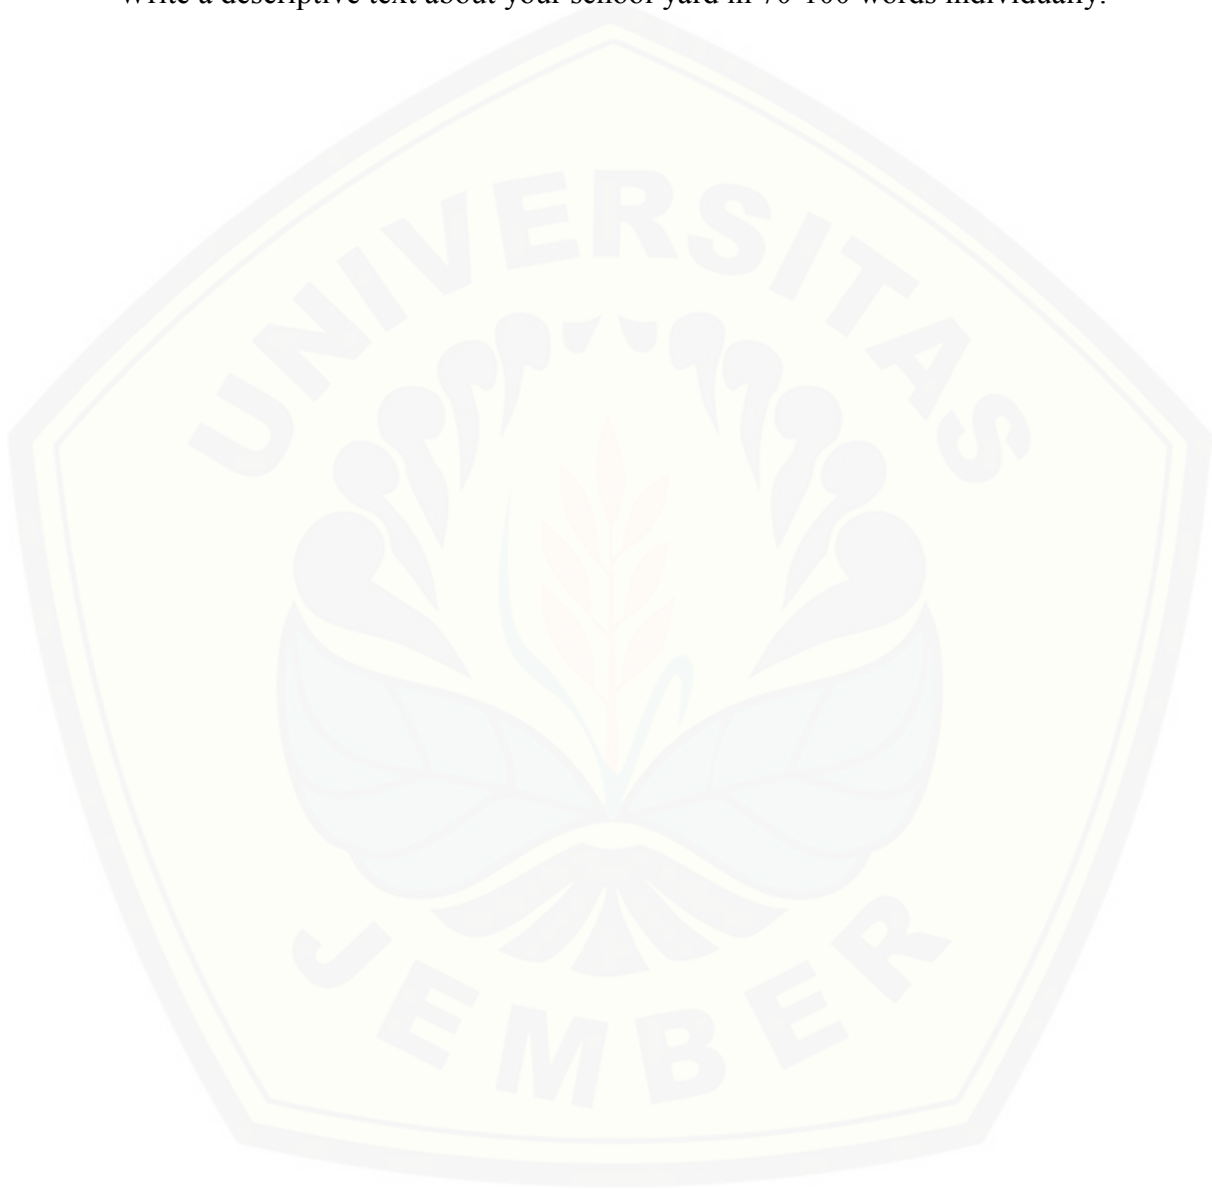 Write a descriptive text about your school yard in 70-100 words individually!
UNIVERSITAS
JEMBER